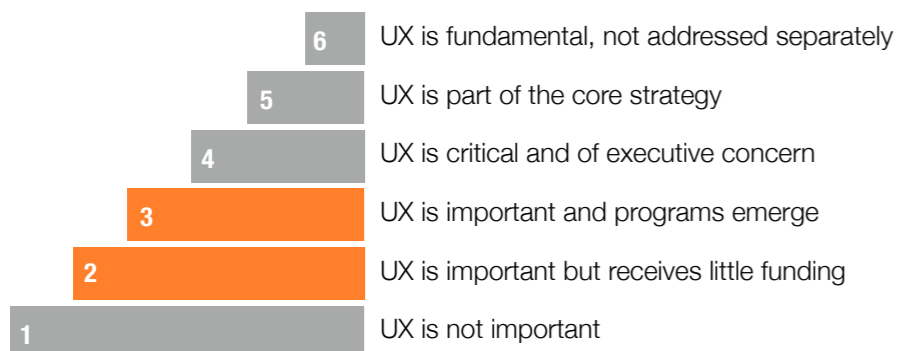 6 UX is fundamental, not addressed separately
5 UX is part of the core strategy
4 UX is critical and of executive concern
3 UX is important and programs emerge
2 UX is important but receives little funding
1 UX is not important